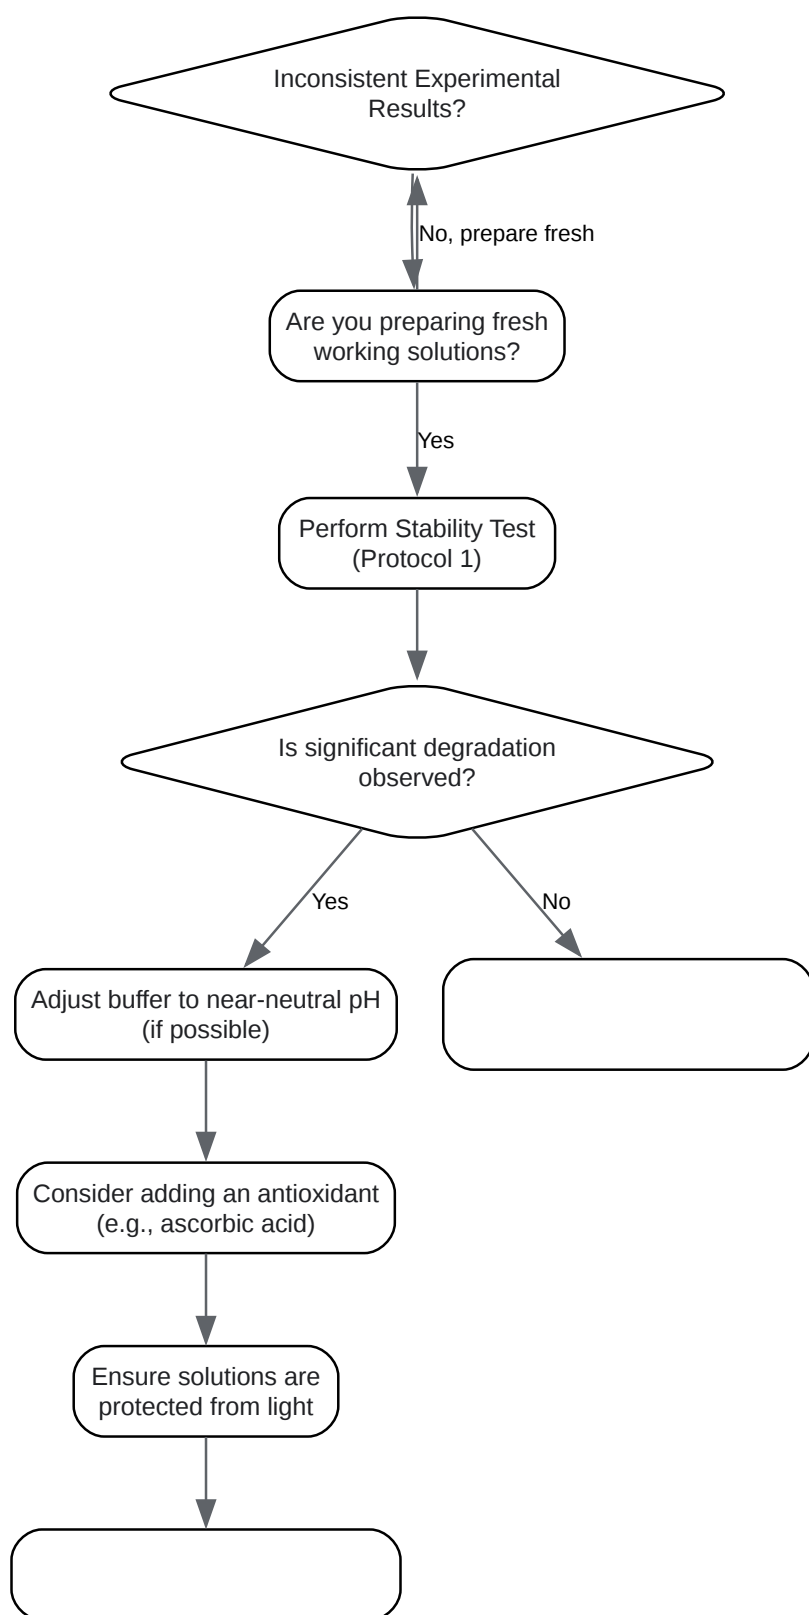 Inconsistent Experimental
Results?
No, prepare fresh
Are you preparing fresh
working solutions?
Yes
Perform Stability Test
(Protocol 1)
Is significant degradation
observed?
Yes
No
Adjust buffer to near-neutral pH
(if possible)
Consider adding an antioxidant
(e.g., ascorbic acid)
Ensure solutions are
protected from light